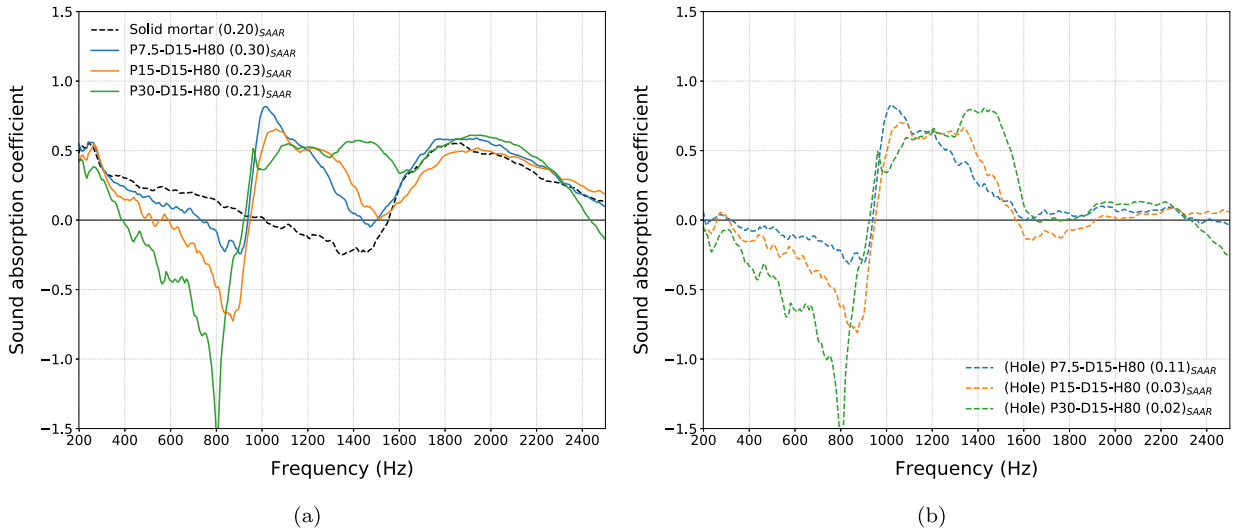 Solid mortar (0.20)SAAR
P7.5-D15-H80 (0.30)SAAR
P15-D15-H80 (0.23)SAAR
P30-D15-H80 (0.21)SAAR
Sound absorption coefficient
1.5
1.0
0.5
0.0
−0.5
−1.0
−1.5
200 400 600 800 1000 1200 1400 1600 1800 2000 2200 2400
Frequency (Hz)
(a)
Sound absorption coefficient
1.5
1.0
0.5
0.0
−0.5
−1.0
−1.5
(Hole) P7.5-D15-H80 (0.11)SAAR
(Hole) P15-D15-H80 (0.03)SAAR
(Hole) P30-D15-H80 (0.02)SAAR
200 400 600 800 1000 1200 1400 1600 1800 2000 2200 2400
Frequency (Hz)
(b)